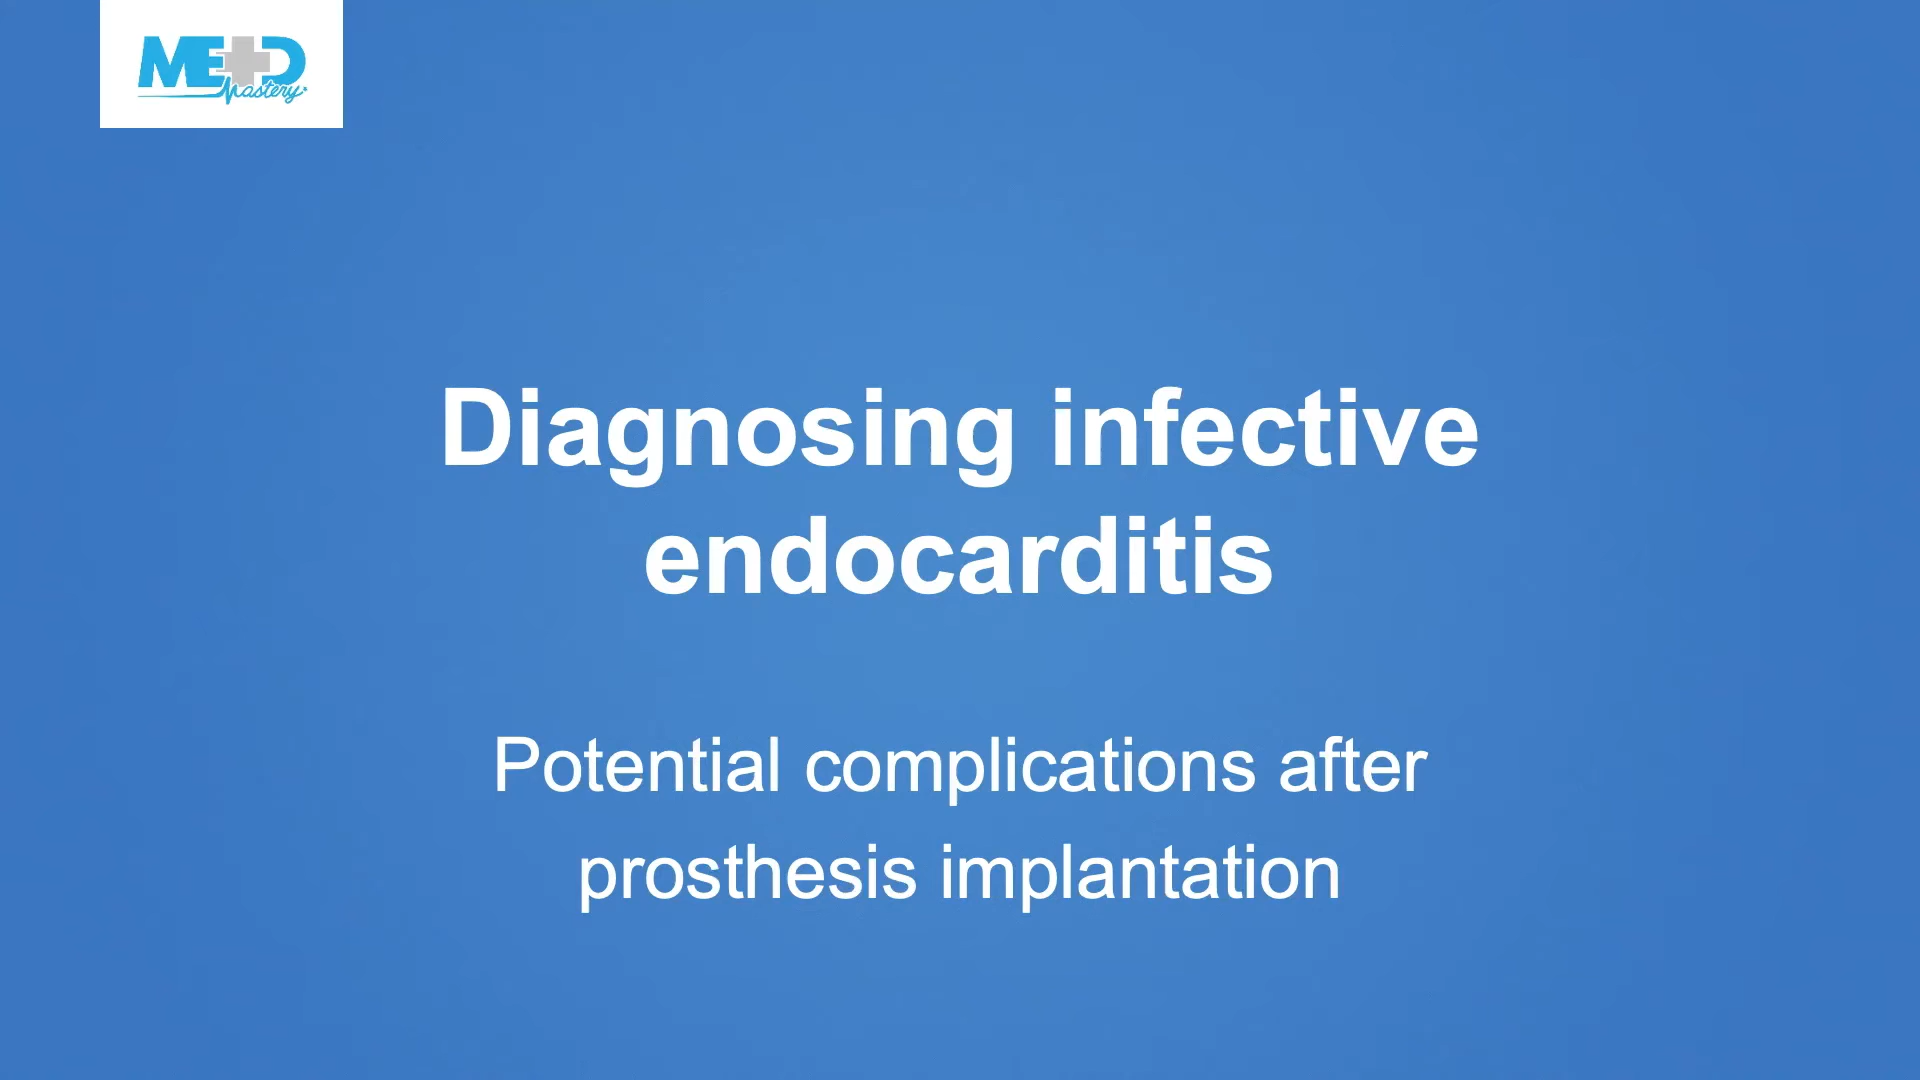 MED
Mastery
Diagnosing infective
endocarditis
Potential complications after
prosthesis implantation